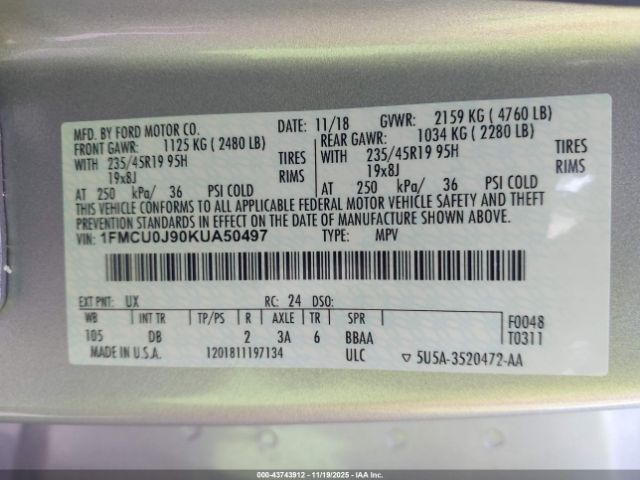 MFD. BY FORD MOTOR CO. DATE: 11/18 GVWR: 2159 KG ( 4760 LB)
FRONT GAWR: 1125 KG ( 2480 LB) REAR GAWR: 1034 KG ( 2280 LB)
WITH 235/45R19 95H TIRES WITH 235/45R19 95H TIRES
19x8J RIMS 19x8J RIMS
AT 250 kPa/ 36 PSI COLD AT 250 kPa/ 36 PSI COLD
THIS VEHICLE CONFORMS TO ALL APPLICABLE FEDERAL MOTOR VEHICLE SAFETY AND THEFT
PREVENTION STANDARDS IN EFFECT ON THE DATE OF MANUFACTURE SHOWN ABOVE.
VIN: 1FMCU0J90KUA50497 TYPE: MPV
EXT PNT: UX RC: 24 DSO:
WB INT TR TP/PS R AXLE TR SPR F0048
105 DB 2 3A 6 BBAA T0311
MADE IN U.S.A. 1201811197134 ULC ▽ 5U5A-3520472-AA
000-43743912 - 11/19/2025 - IAA Corp.